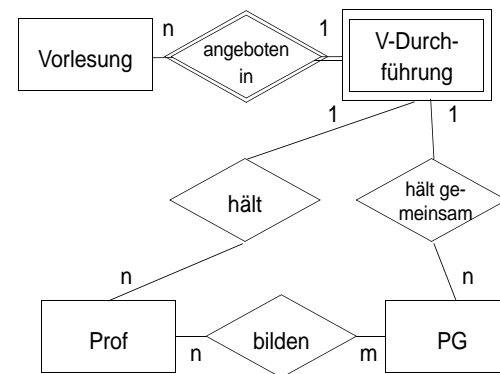 n
1
Vorlesung
angeboten
in
V-Durch-
führung
1
1
hält
hält ge-
meinsam
n
n
Prof
n
bilden
m
PG